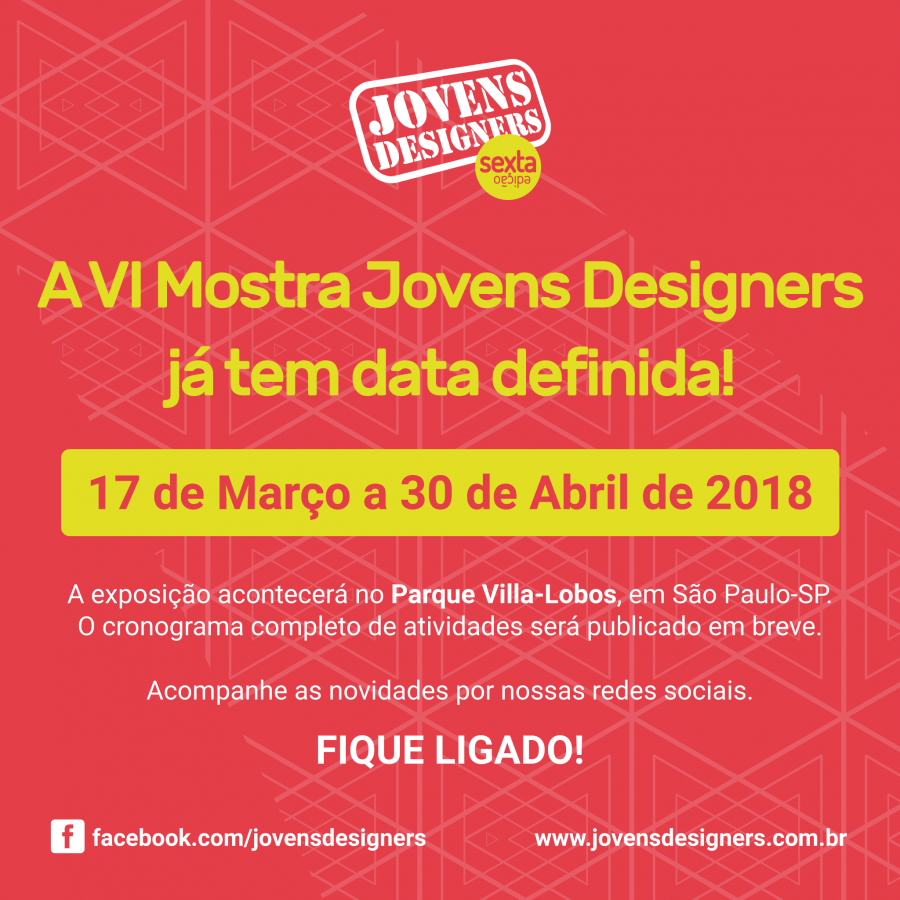 JOVENS
DESIGNERS
sexta
edição
A VI Mostra Jovens Designers
já tem data definida!
17 de Março a 30 de Abril de 2018
A exposição acontecerá no Parque Villa-Lobos, em São Paulo-SP.
O cronograma completo de atividades será publicado em breve.
Acompanhe as novidades por nossas redes sociais.
FIQUE LIGADO!
f facebook.com/jovensdesigners
www.jovensdesigners.com.br